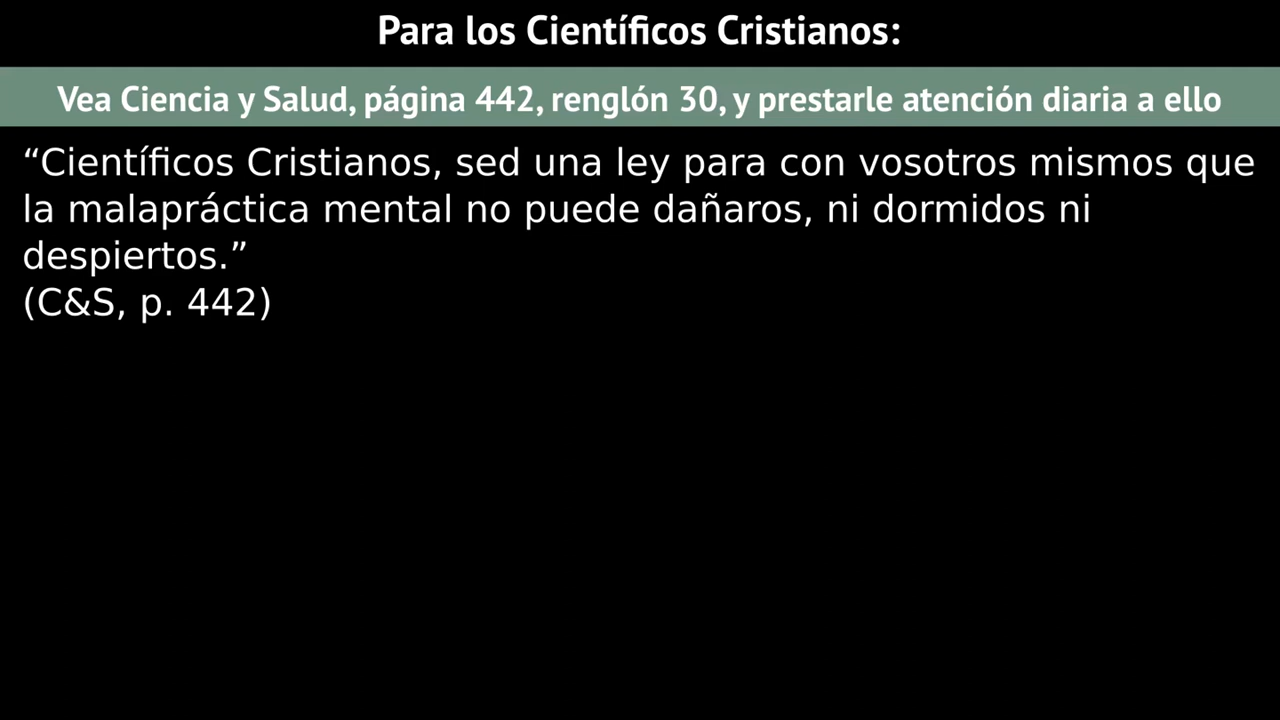 Para los Científicos Cristianos:
Vea Ciencia y Salud, página 442, renglón 30, y prestarle atención diaria a ello
“Científicos Cristianos, sed una ley para con vosotros mismos que
la malapráctica mental no puede dañaros, ni dormidos ni
despiertos.”
(C&S, p. 442)